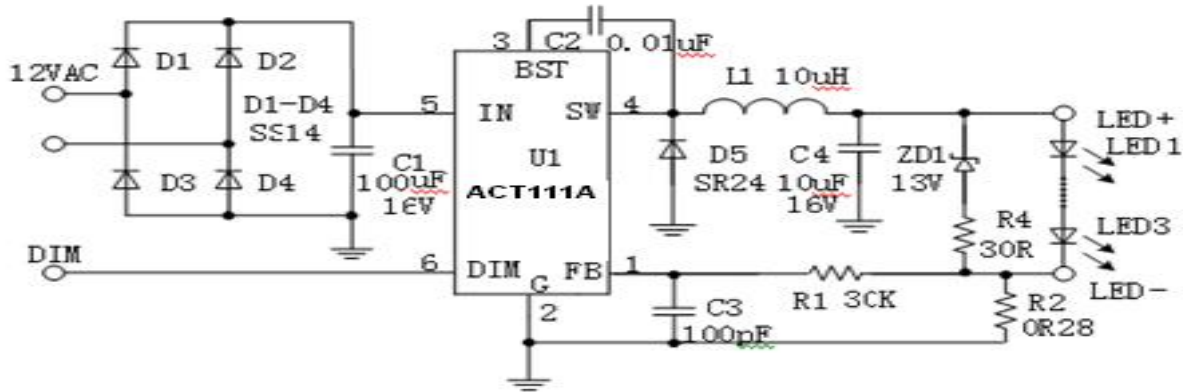 3
C2
0.01uF
BST
12VAC
D1
D2
D1-D4
SS14
5
IN
SW
4
L1 10uH
LED+
LED1
U1
ACT111A
D3
D4
C1
100uF
16V
D5
SR24
C4
10uF
16V
ZD1
13V
R4
30R
LED3
DIM
6
DIM
FB
1
G
2
R1 30K
LED-
C3
100pF
R2
0R28